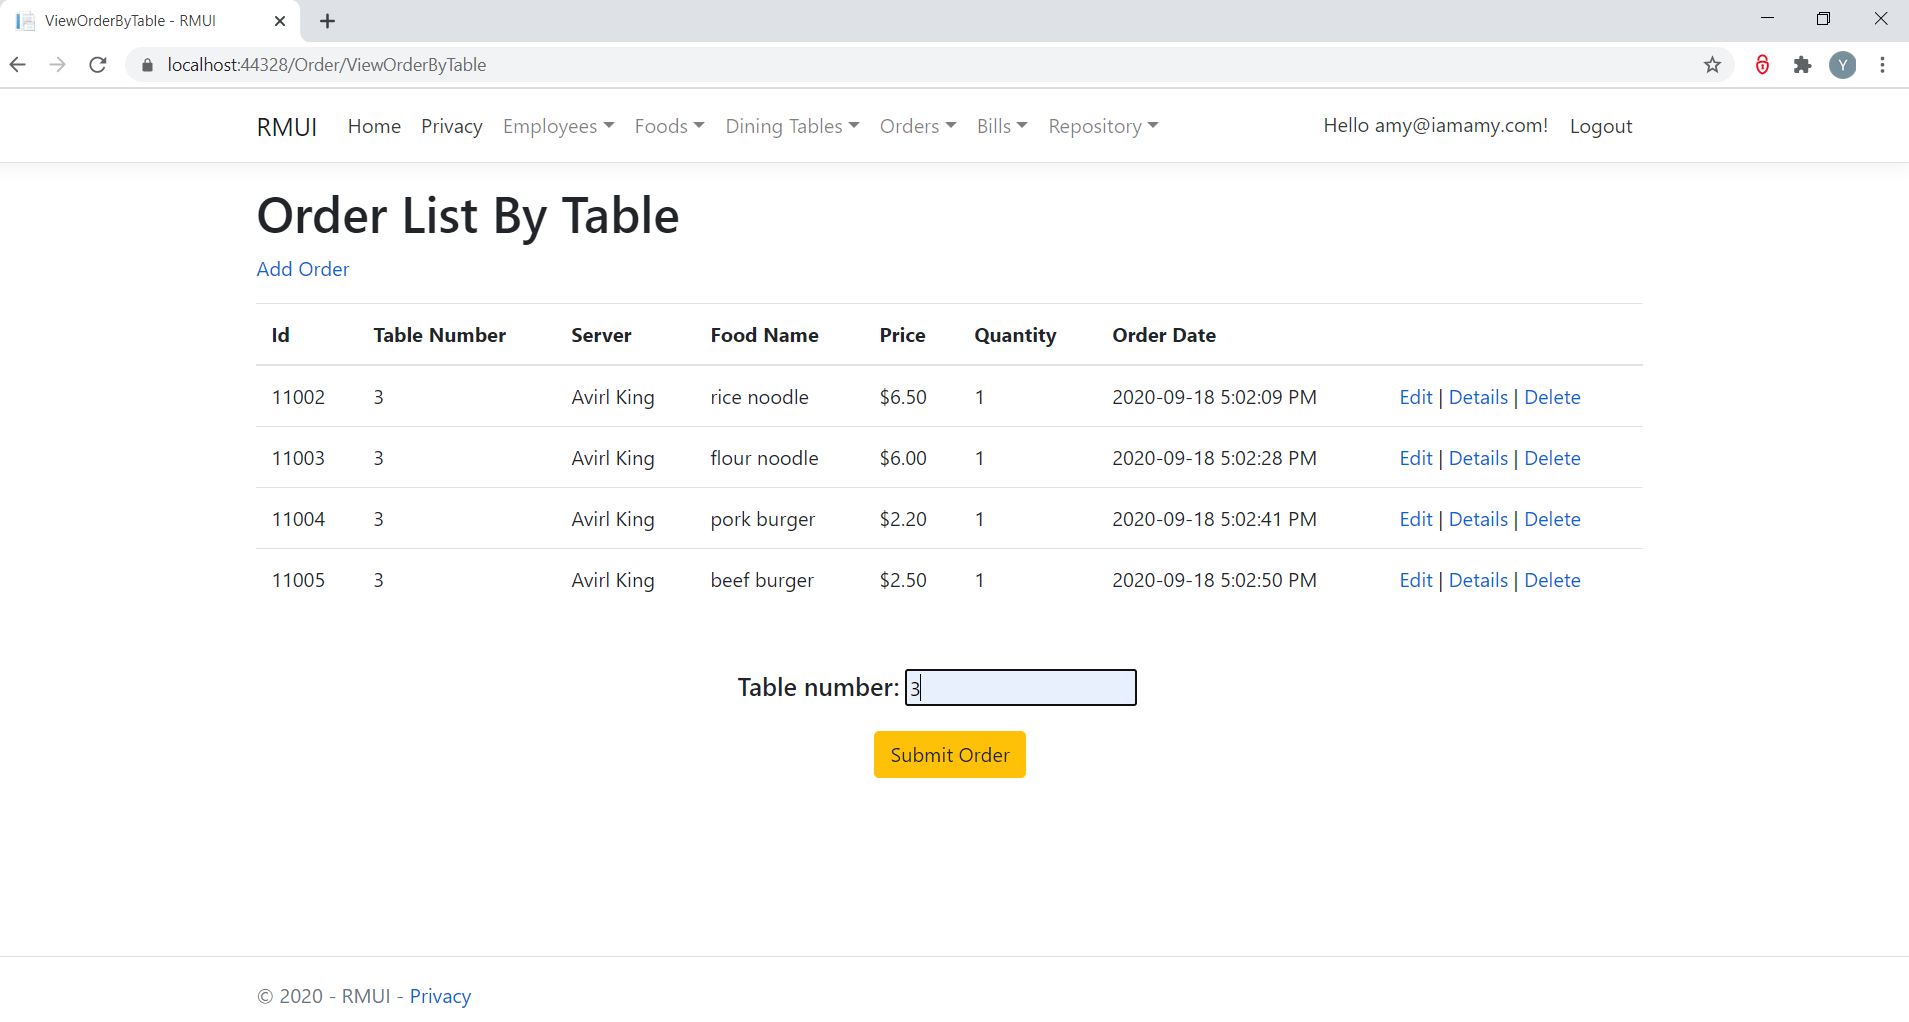 ViewOrderByTable - RMUI
localhost:44328/Order/ViewOrderByTable
Y
RMUI Home Privacy Employees Foods Dining Tables Orders Bills Repository Hello amy@iamamy.com! Logout
Order List By Table
Add Order
Id Table Number Server Food Name Price Quantity Order Date
11002 3 Avirl King rice noodle $6.50 1 2020-09-18 5:02:09 PM Edit | Details | Delete
11003 3 Avirl King flour noodle $6.00 1 2020-09-18 5:02:28 PM Edit | Details | Delete
11004 3 Avirl King pork burger $2.20 1 2020-09-18 5:02:41 PM Edit | Details | Delete
11005 3 Avirl King beef burger $2.50 1 2020-09-18 5:02:50 PM Edit | Details | Delete
Table number: 3
Submit Order
© 2020 - RMUI - Privacy